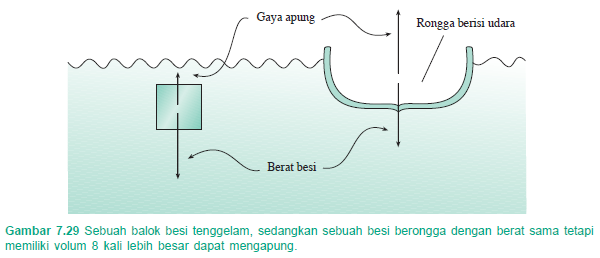 Gaya apung
Rongga berisi udara
Berat besi
Gambar 7.29 Sebuah balok besi tenggelam, sedangkan sebuah besi berongga dengan berat sama tetapi
memiliki volum 8 kali lebih besar dapat mengapung.